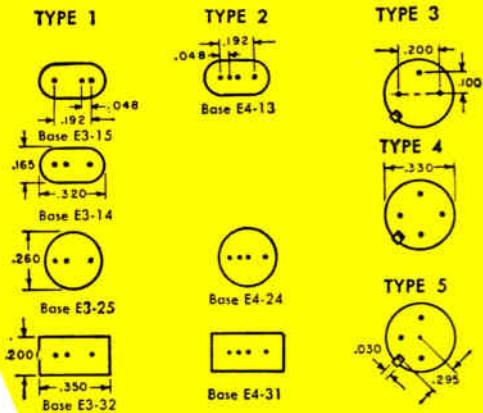 TYPE 1
.048
.192
Base E3-15
.165
.320
Base E3-14
.260
Base E3-25
.200
.350
Base E3-32
TYPE 2
.192
.048
Base E4-13
Base E4-24
Base E4-31
TYPE 3
.200
.100
TYPE 4
.330
TYPE 5
.030
.295